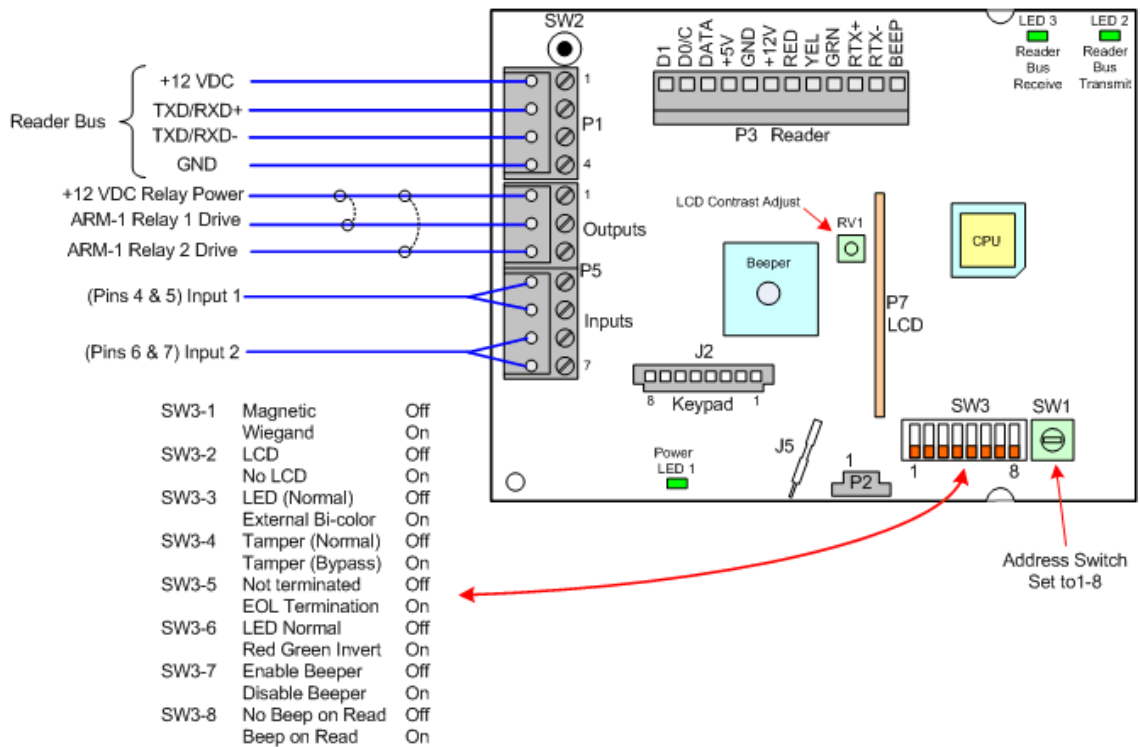 SW2
D1 D0/C DATA +5V GND +12V RED YEL GRN RTX+ RTX- BEEP
LED 3
Reader
Bus
Receive
LED 2
Reader
Bus
Transmit
Reader Bus
+12 VDC
TXD/RXD+
TXD/RXD-
GND
1
P1
4
P3 Reader
+12 VDC Relay Power
ARM-1 Relay 1 Drive
ARM-1 Relay 2 Drive
1
Outputs
P5
(Pins 4 & 5) Input 1
(Pins 6 & 7) Input 2
Inputs
7
LCD Contrast Adjust
RV1
Beeper
CPU
P7
LCD
J2
8 Keypad 1
Power
LED 1
J5
1
P2
SW3
1 8
SW1
Address Switch
Set to1-8
SW3-1 Magnetic Off
Wiegand On
SW3-2 LCD Off
No LCD On
SW3-3 LED (Normal) Off
External Bi-color On
SW3-4 Tamper (Normal) Off
Tamper (Bypass) On
SW3-5 Not terminated Off
EOL Termination On
SW3-6 LED Normal Off
Red Green Invert On
SW3-7 Enable Beeper Off
Disable Beeper On
SW3-8 No Beep on Read Off
Beep on Read On